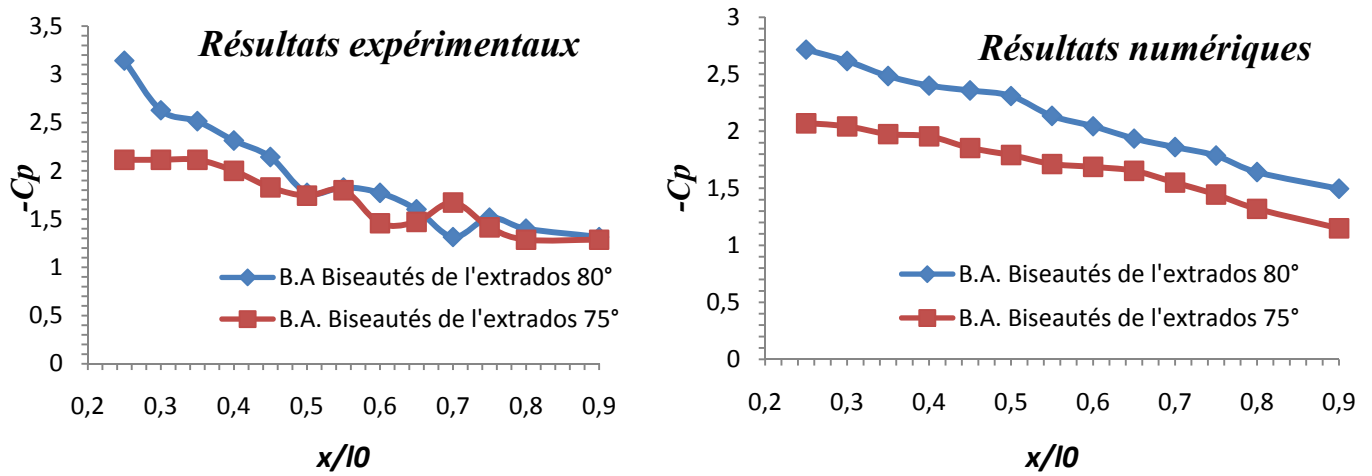 Résultats expérimentaux
3,5
3
2,5
2
1,5
1
0,5
0
-Cp
B.A Biseautés de l'extrados 80°
B.A. Biseautés de l'extrados 75°
0,2 0,3 0,4 0,5 0,6 0,7 0,8 0,9
x/l0
Résultats numériques
3
2,5
2
1,5
1
0,5
0
-Cp
B.A Biseautés de l'extrados 80°
B.A. Biseautés de l'extrados 75°
0,2 0,3 0,4 0,5 0,6 0,7 0,8 0,9
x/l0